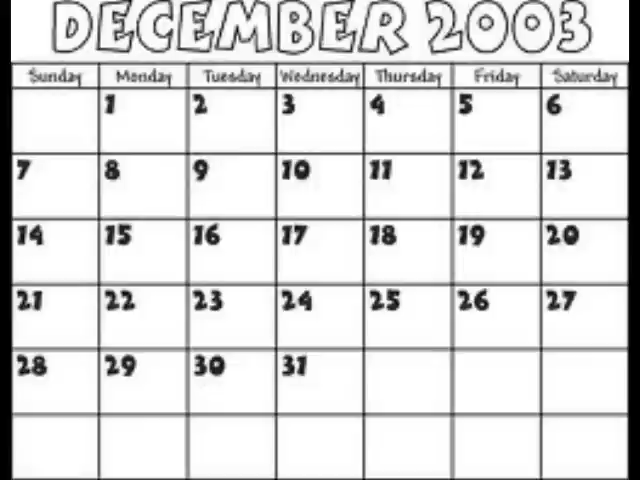 DECEMBER 2003
Sunday Monday Tuesday Wednesday Thursday Friday Saturday
1 2 3 4 5 6
7 8 9 10 11 12 13
14 15 16 17 18 19 20
21 22 23 24 25 26 27
28 29 30 31